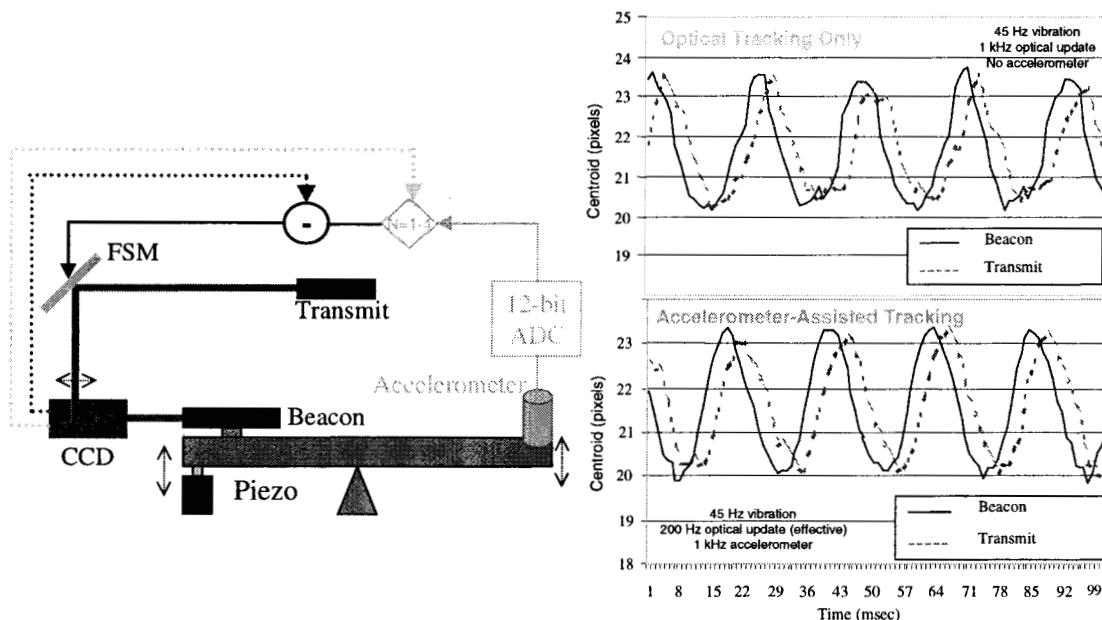 FSM
Transmit
CCD
Beacon
Piezo
-
N=1-4
12-bit
ADC
Accelerometer
Optical Tracking Only
45 Hz vibration
1 kHz optical update
No accelerometer
Centroid (pixels)
25
24
23
22
21
20
19
Beacon
Transmit
Accelerometer-Assisted Tracking
Centroid (pixels)
23
22
21
20
19
18
45 Hz vibration
200 Hz optical update (effective)
1 kHz accelerometer
Beacon
Transmit
1 8 15 22 29 36 43 50 57 64 71 78 85 92 99
Time (msec)